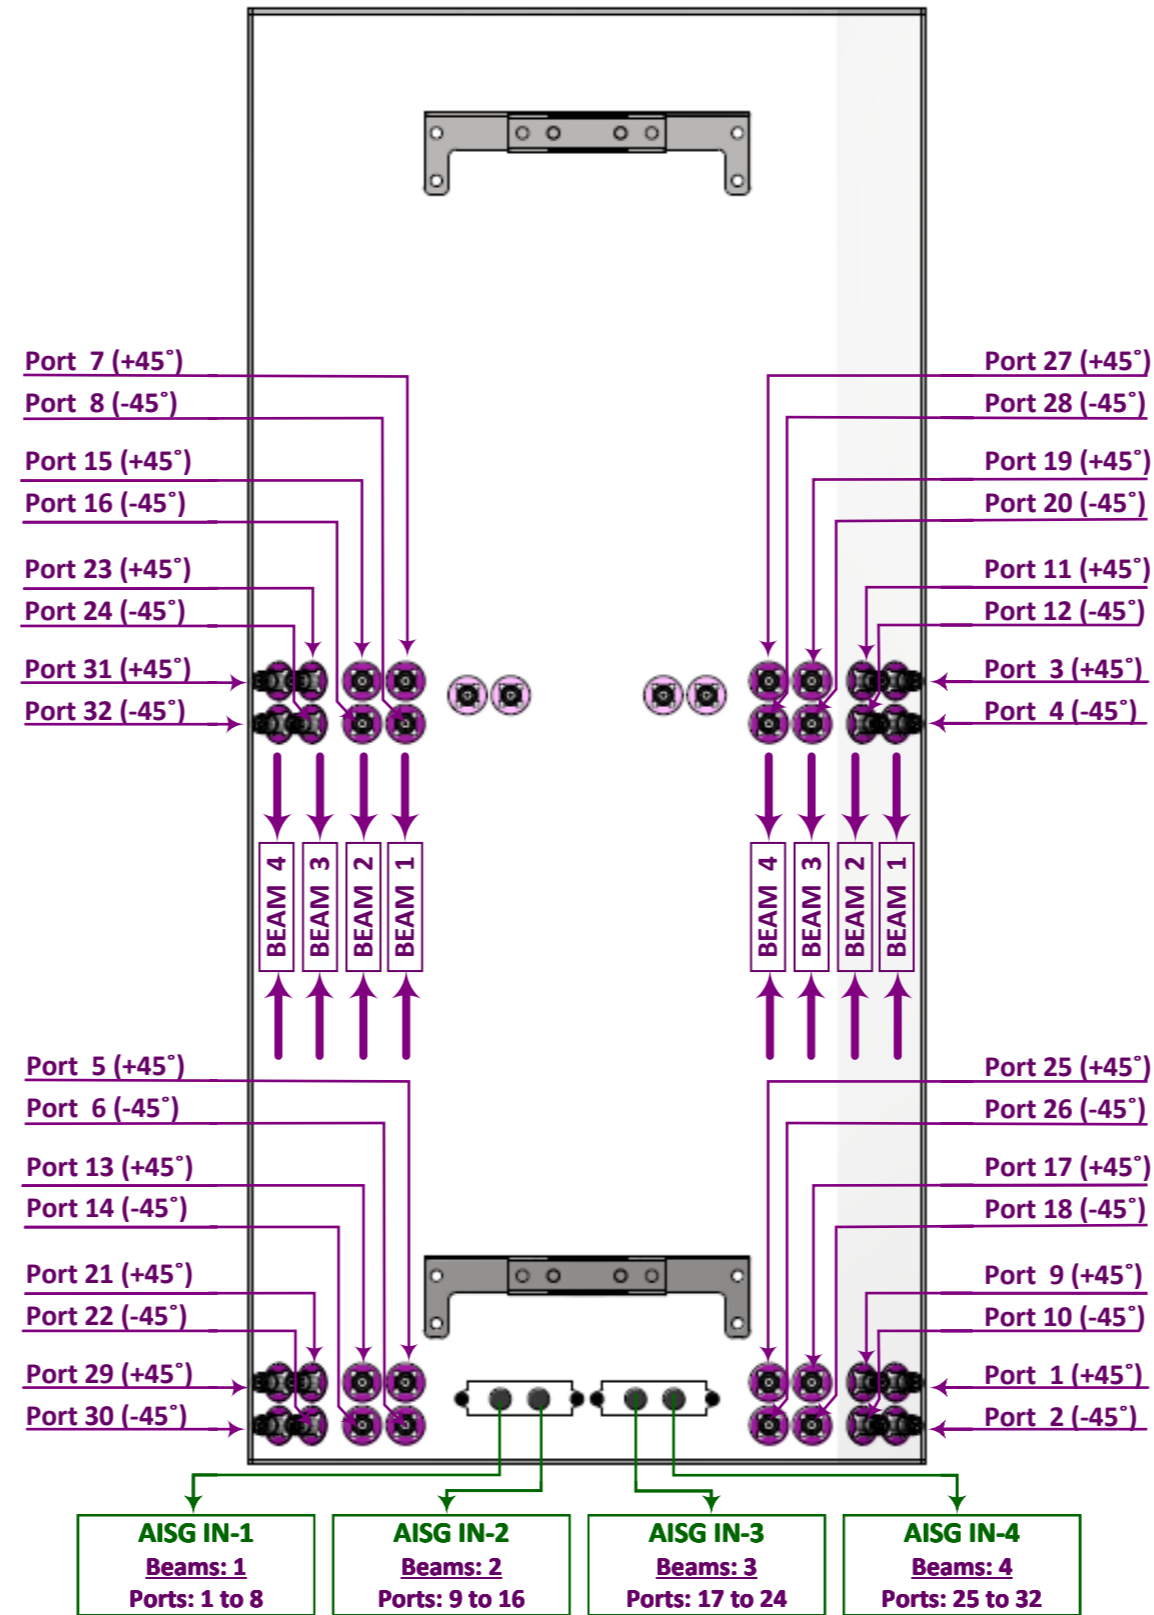 Port 7 (+45˚)
Port 8 (-45˚)
Port 15 (+45˚)
Port 16 (-45˚)
Port 23 (+45˚)
Port 24 (-45˚)
Port 31 (+45˚)
Port 32 (-45˚)
Port 27 (+45˚)
Port 28 (-45˚)
Port 19 (+45˚)
Port 20 (-45˚)
Port 11 (+45˚)
Port 12 (-45˚)
Port 3 (+45˚)
Port 4 (-45˚)
BEAM 4
BEAM 3
BEAM 2
BEAM 1
BEAM 4
BEAM 3
BEAM 2
BEAM 1
Port 5 (+45˚)
Port 6 (-45˚)
Port 13 (+45˚)
Port 14 (-45˚)
Port 21 (+45˚)
Port 22 (-45˚)
Port 29 (+45˚)
Port 30 (-45˚)
Port 25 (+45˚)
Port 26 (-45˚)
Port 17 (+45˚)
Port 18 (-45˚)
Port 9 (+45˚)
Port 10 (-45˚)
Port 1 (+45˚)
Port 2 (-45˚)
AISG IN-1
Beams: 1
Ports: 1 to 8
AISG IN-2
Beams: 2
Ports: 9 to 16
AISG IN-3
Beams: 3
Ports: 17 to 24
AISG IN-4
Beams: 4
Ports: 25 to 32